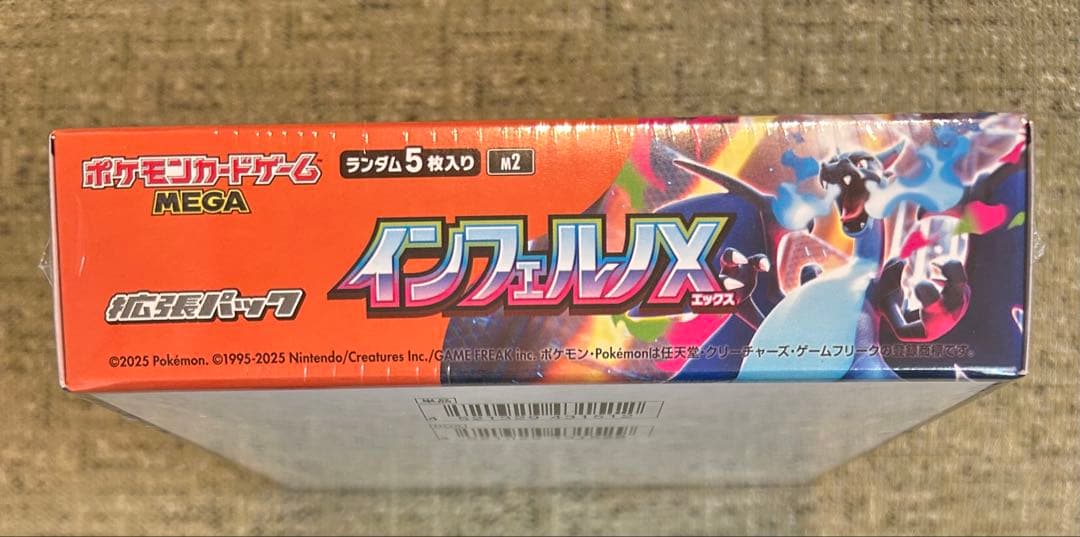 ポケモンカードゲーム
MEGA
ランダム5枚入り
M2
インフェルノX
エックス
拡張パック
©2025 Pokémon. ©1995-2025 Nintendo/Creatures Inc./GAME FREAK inc. ポケモン・Pokémonは任天堂・クリーチャーズ・ゲームフリークの登録商標です。